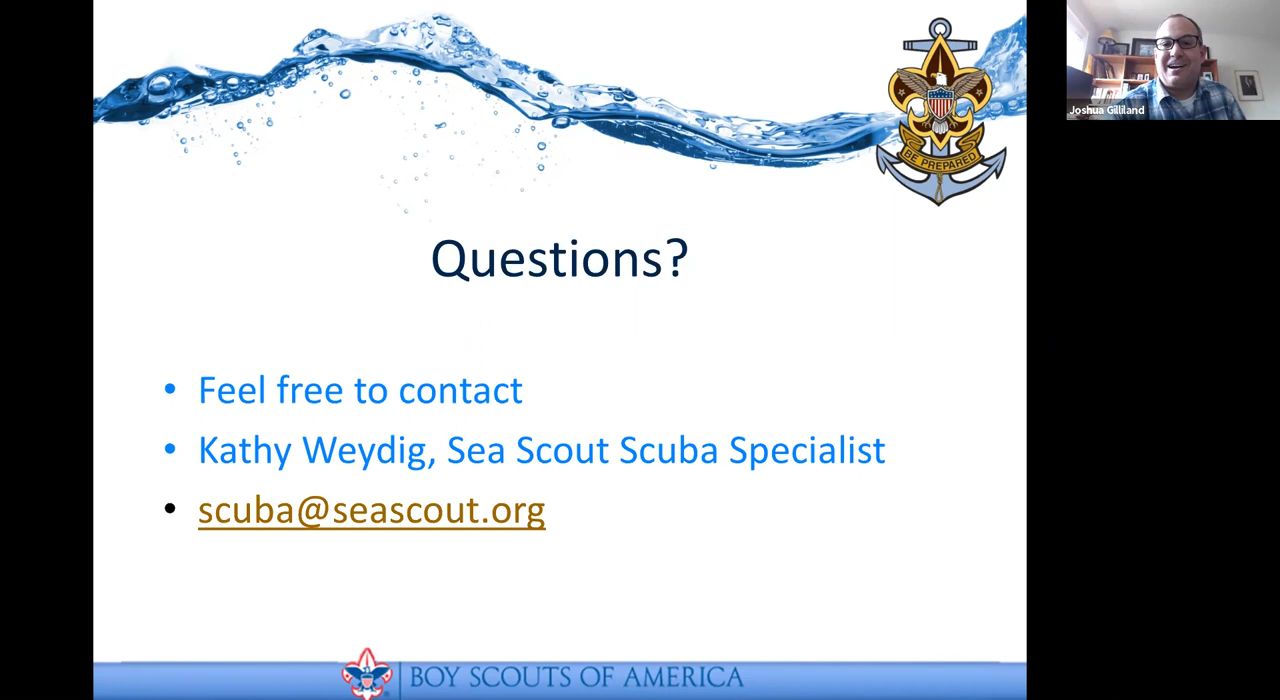 Joshua Gilliland
BE PREPARED
Questions?
• Feel free to contact
• Kathy Weydig, Sea Scout Scuba Specialist
• scuba@seascout.org
BOY SCOUTS OF AMERICA